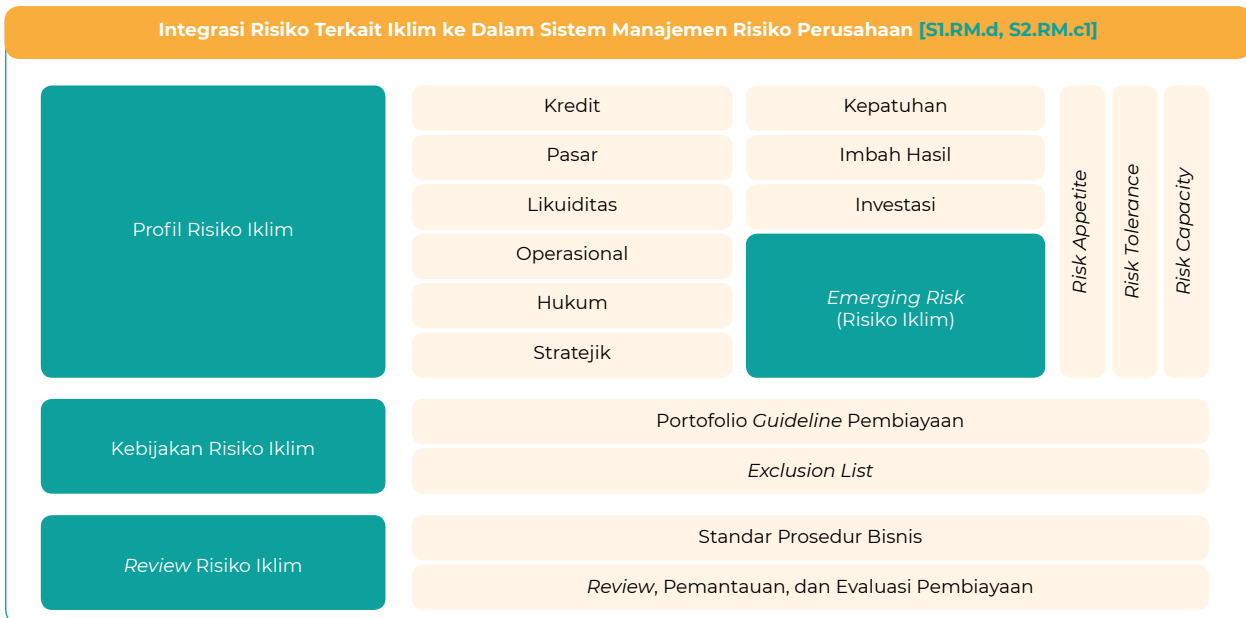 Integrasi Risiko Terkait Iklim ke Dalam Sistem Manajemen Risiko Perusahaan [S1.RM.d, S2.RM.c1]
Profil Risiko Iklim
Kredit
Pasar
Likuiditas
Operasional
Hukum
Stratejik
Kepatuhan
Imbah Hasil
Investasi
Emerging Risk
(Risiko Iklim)
Risk Appetite
Risk Tolerance
Risk Capacity
Kebijakan Risiko Iklim
Portofolio Guideline Pembiayaan
Exclusion List
Review Risiko Iklim
Standar Prosedur Bisnis
Review, Pemantauan, dan Evaluasi Pembiayaan